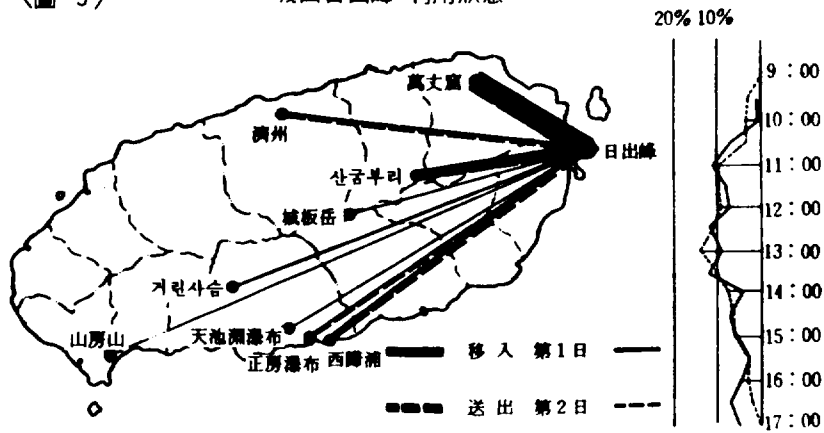 20% 10%
9：00
萬丈窟
10：00
濟州
日出峰
11：00
산굼부리
12：00
城板岳
13：00
거린사슴
14：00
山房山
天池淵瀑布
正房瀑布
西歸浦
15：00
移入 第1日
16：00
送出 第2日
17：00